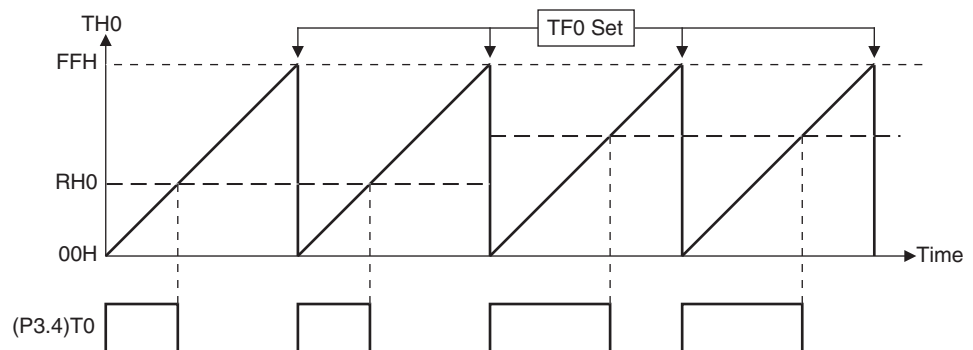 TH0
TF0 Set
FFH
RH0
00H
Time
(P3.4)T0